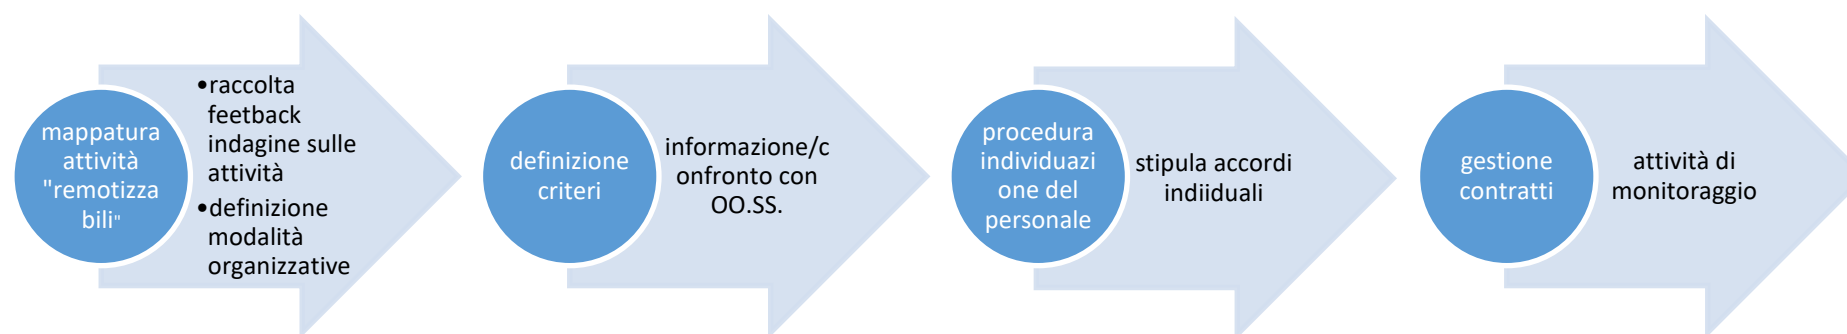 mappatura
attività
"remotizza
bili"
•raccolta
feetback
indagine sulle
attività
•definizione
modalità
organizzative
definizione
criteri
informazione/c
onfronto con
OO.SS.
procedura
individuazi
one del
personale
stipula accordi
indiiduali
gestione
contratti
attività di
monitoraggio